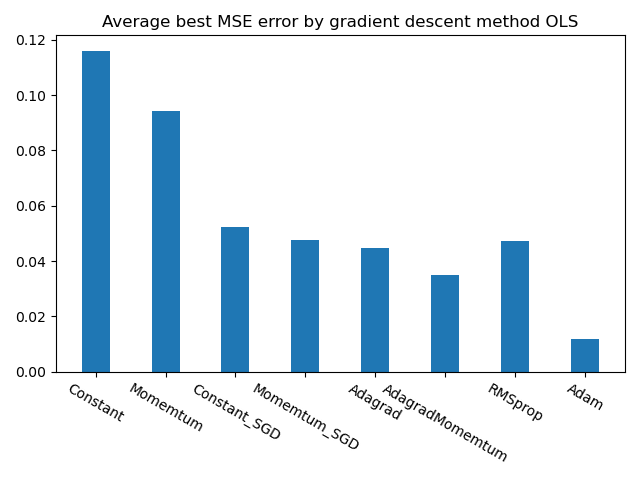 Average best MSE error by gradient descent method OLS
0.12
0.10
0.08
0.06
0.04
0.02
0.00
Constant
Momemtum
Constant_SGD
Momemtum_SGD
Adagrad
AdagradMomemtum
RMSprop
Adam